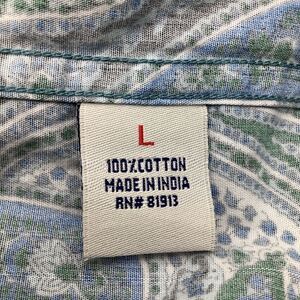 L
100%COTTON
MADE IN INDIA
RN# 81913